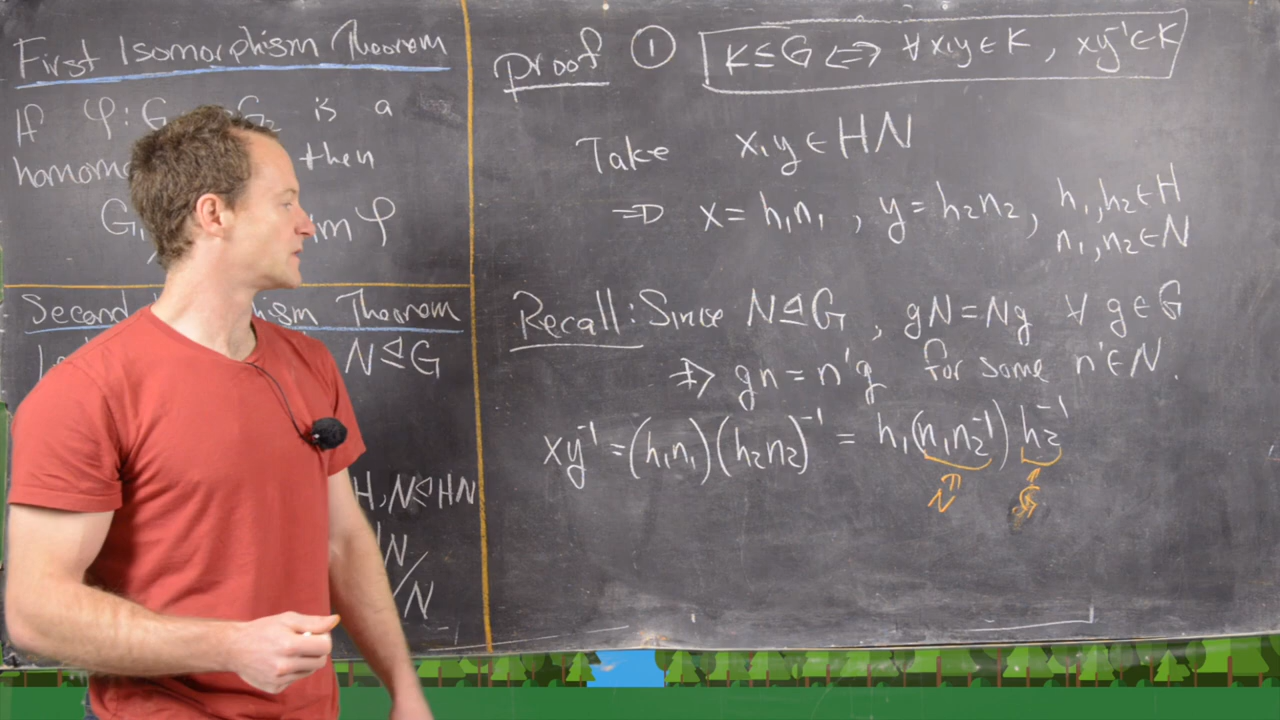 First Isomorphism Theorem
If φ: G G₂ is a
then
G im φ
Second Theorem
N⊴G
H, N⊴HN
N
/N
Proof ① K≤G ⟺ ∀x,y∈K, xy⁻¹∈K
Take x,y∈HN
⇒ x=h₁n₁, y=h₂n₂, h₁,h₂∈H
n₁,n₂∈N
Recall: Since N⊴G, gN=Ng ∀ g∈G
⇒ gn=n'g for some n'∈N.
xy⁻¹=(h₁n₁)(h₂n₂)⁻¹ = h₁(n₁n₂⁻¹)h₂⁻¹
N G